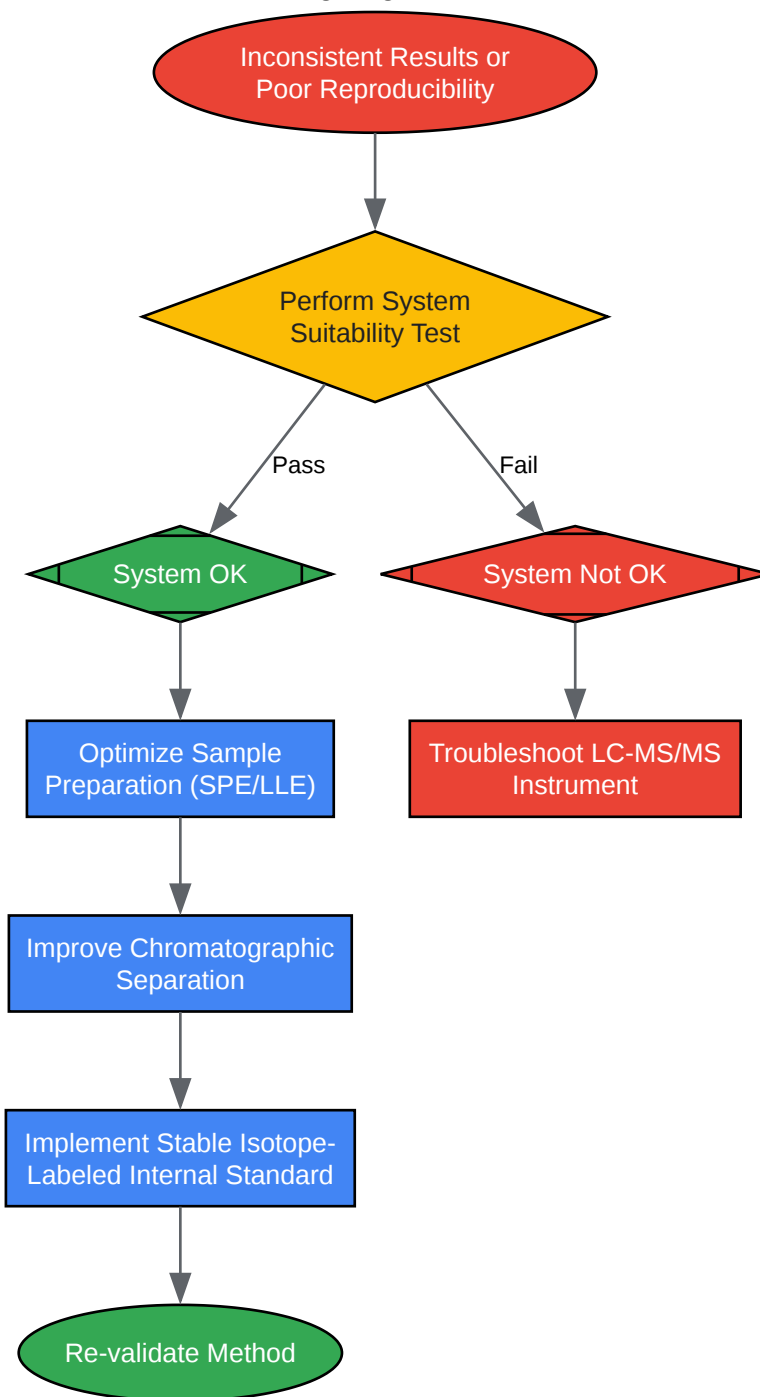 Inconsistent Results or
Poor Reproducibility
Perform System
Suitability Test
Pass
Fail
System OK
System Not OK
Optimize Sample
Preparation (SPE/LLE)
Troubleshoot LC-MS/MS
Instrument
Improve Chromatographic
Separation
Implement Stable Isotope-
Labeled Internal Standard
Re-validate Method